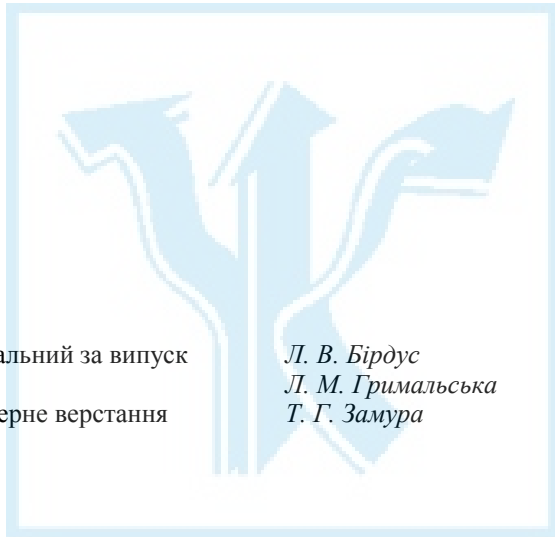 альний за випуск Л. В. Бірдус
Л. М. Гримальська
ерне верстання Т. Г. Замура